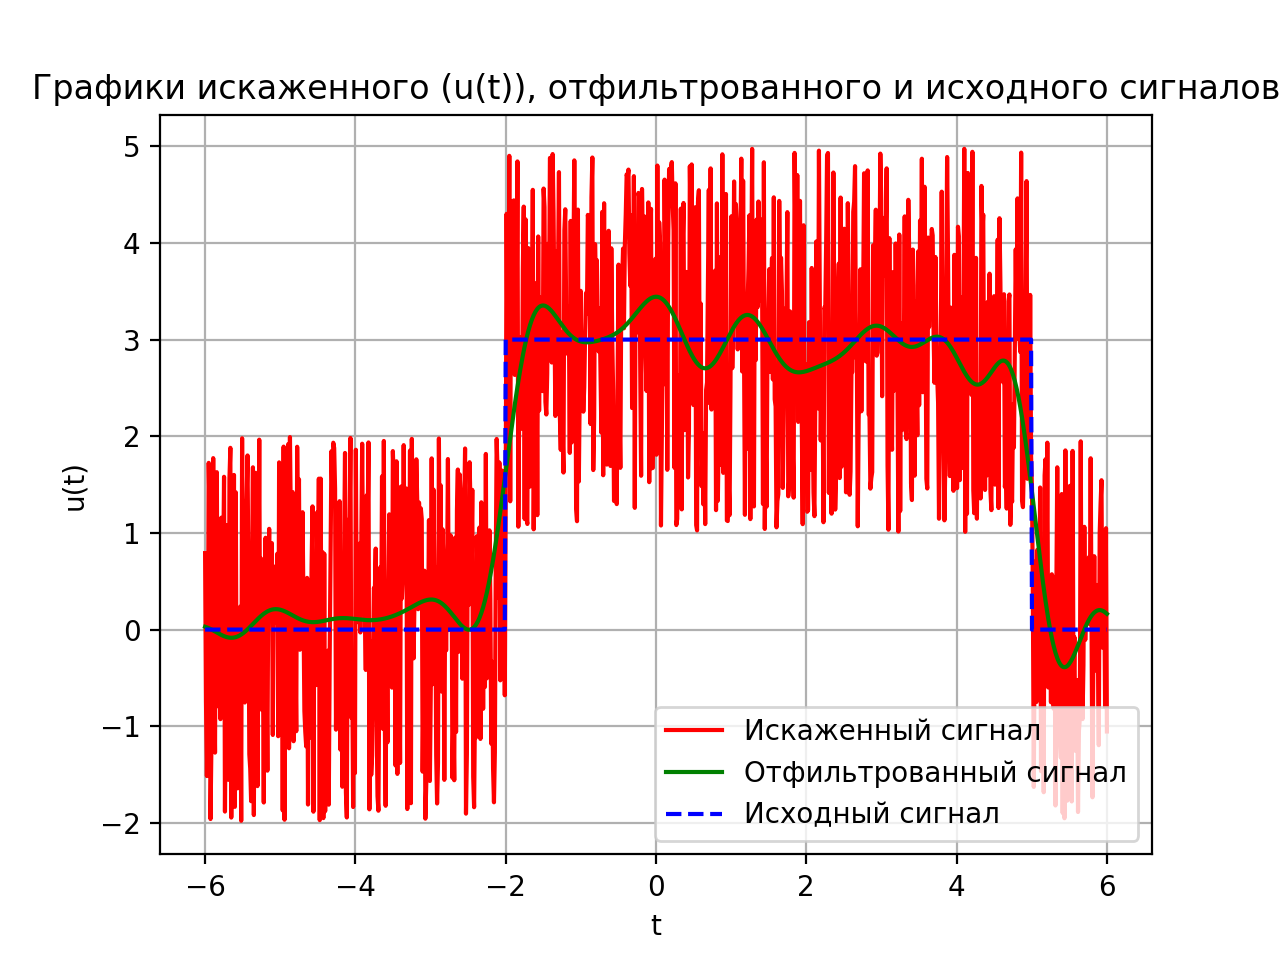 Графики искаженного (u(t)), отфильтрованного и исходного сигналов
5
4
3
2
1
0
−1
−2
u(t)
Искаженный сигнал
Отфильтрованный сигнал
Исходный сигнал
−6 −4 −2 0 2 4 6
t